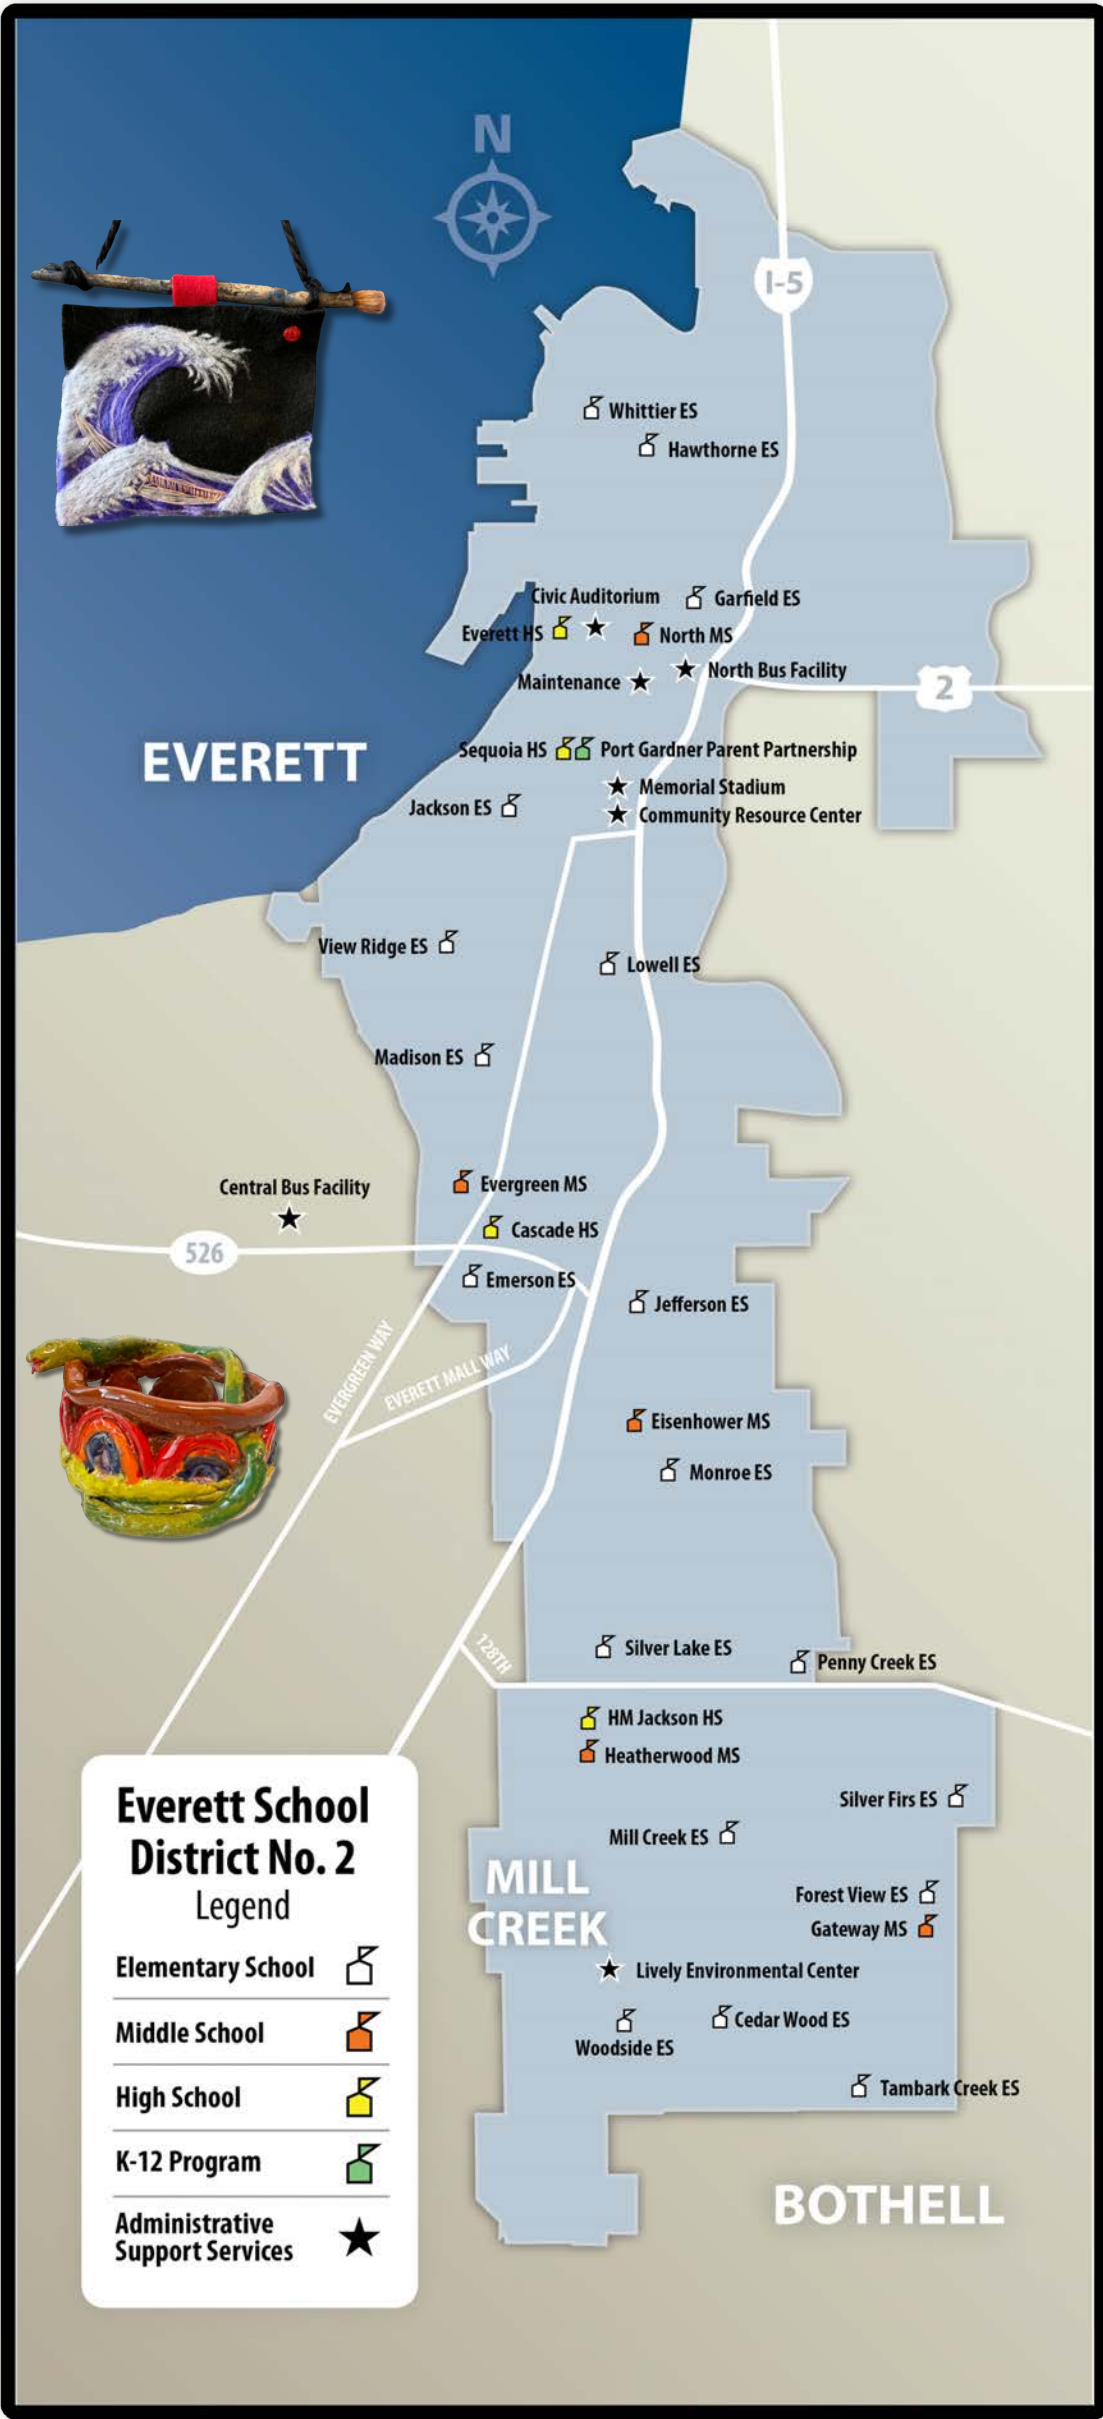 N
I-5
Whittier ES
Hawthorne ES
Civic Auditorium
Garfield ES
Everett HS
North MS
North Bus Facility
Maintenance
2
EVERETT
Sequoia HS
Port Gardner Parent Partnership
Memorial Stadium
Jackson ES
Community Resource Center
View Ridge ES
Lowell ES
Madison ES
Evergreen MS
Central Bus Facility
Cascade HS
526
Emerson ES
Jefferson ES
EVERGREEN WAY
EVERETT MALL WAY
Eisenhower MS
Monroe ES
128TH
Silver Lake ES
Penny Creek ES
HM Jackson HS
Heatherwood MS
Silver Firs ES
Mill Creek ES
MILL
CREEK
Forest View ES
Gateway MS
Lively Environmental Center
Cedar Wood ES
Woodside ES
Tambark Creek ES
BOTHELL
Everett School
District No. 2
Legend
Elementary School
Middle School
High School
K-12 Program
Administrative
Support Services